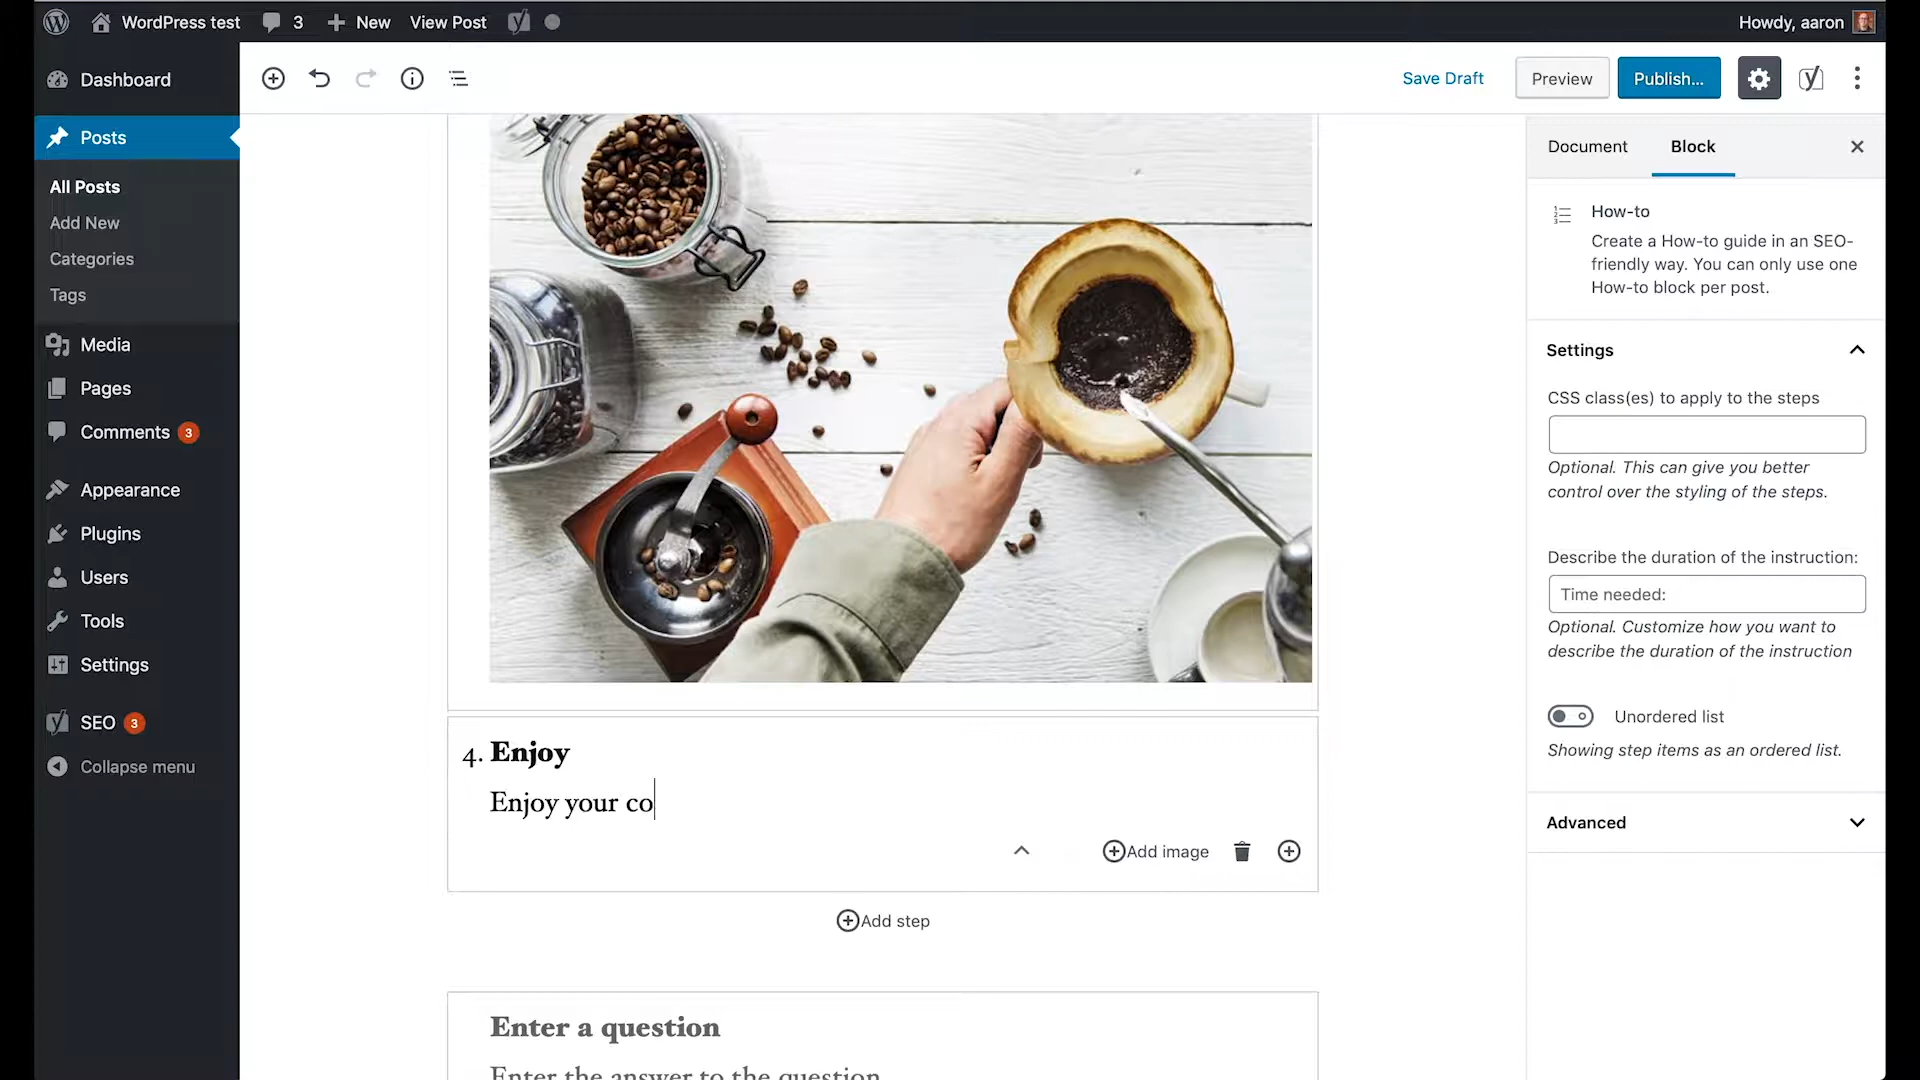 WordPress test
3
New
View Post
Howdy, aaron
Dashboard
Posts
All Posts
Add New
Categories
Tags
Media
Pages
Comments 3
Appearance
Plugins
Users
Tools
Settings
SEO 3
Collapse menu
Save Draft
Preview
Publish...
4. Enjoy
Enjoy your co
Add image
Add step
Enter a question
Enter the answer to the question
Document
Block
How-to
Create a How-to guide in an SEO-
friendly way. You can only use one
How-to block per post.
Settings
CSS class(es) to apply to the steps
Optional. This can give you better
control over the styling of the steps.
Describe the duration of the instruction:
Time needed:
Optional. Customize how you want to
describe the duration of the instruction
Unordered list
Showing step items as an ordered list.
Advanced